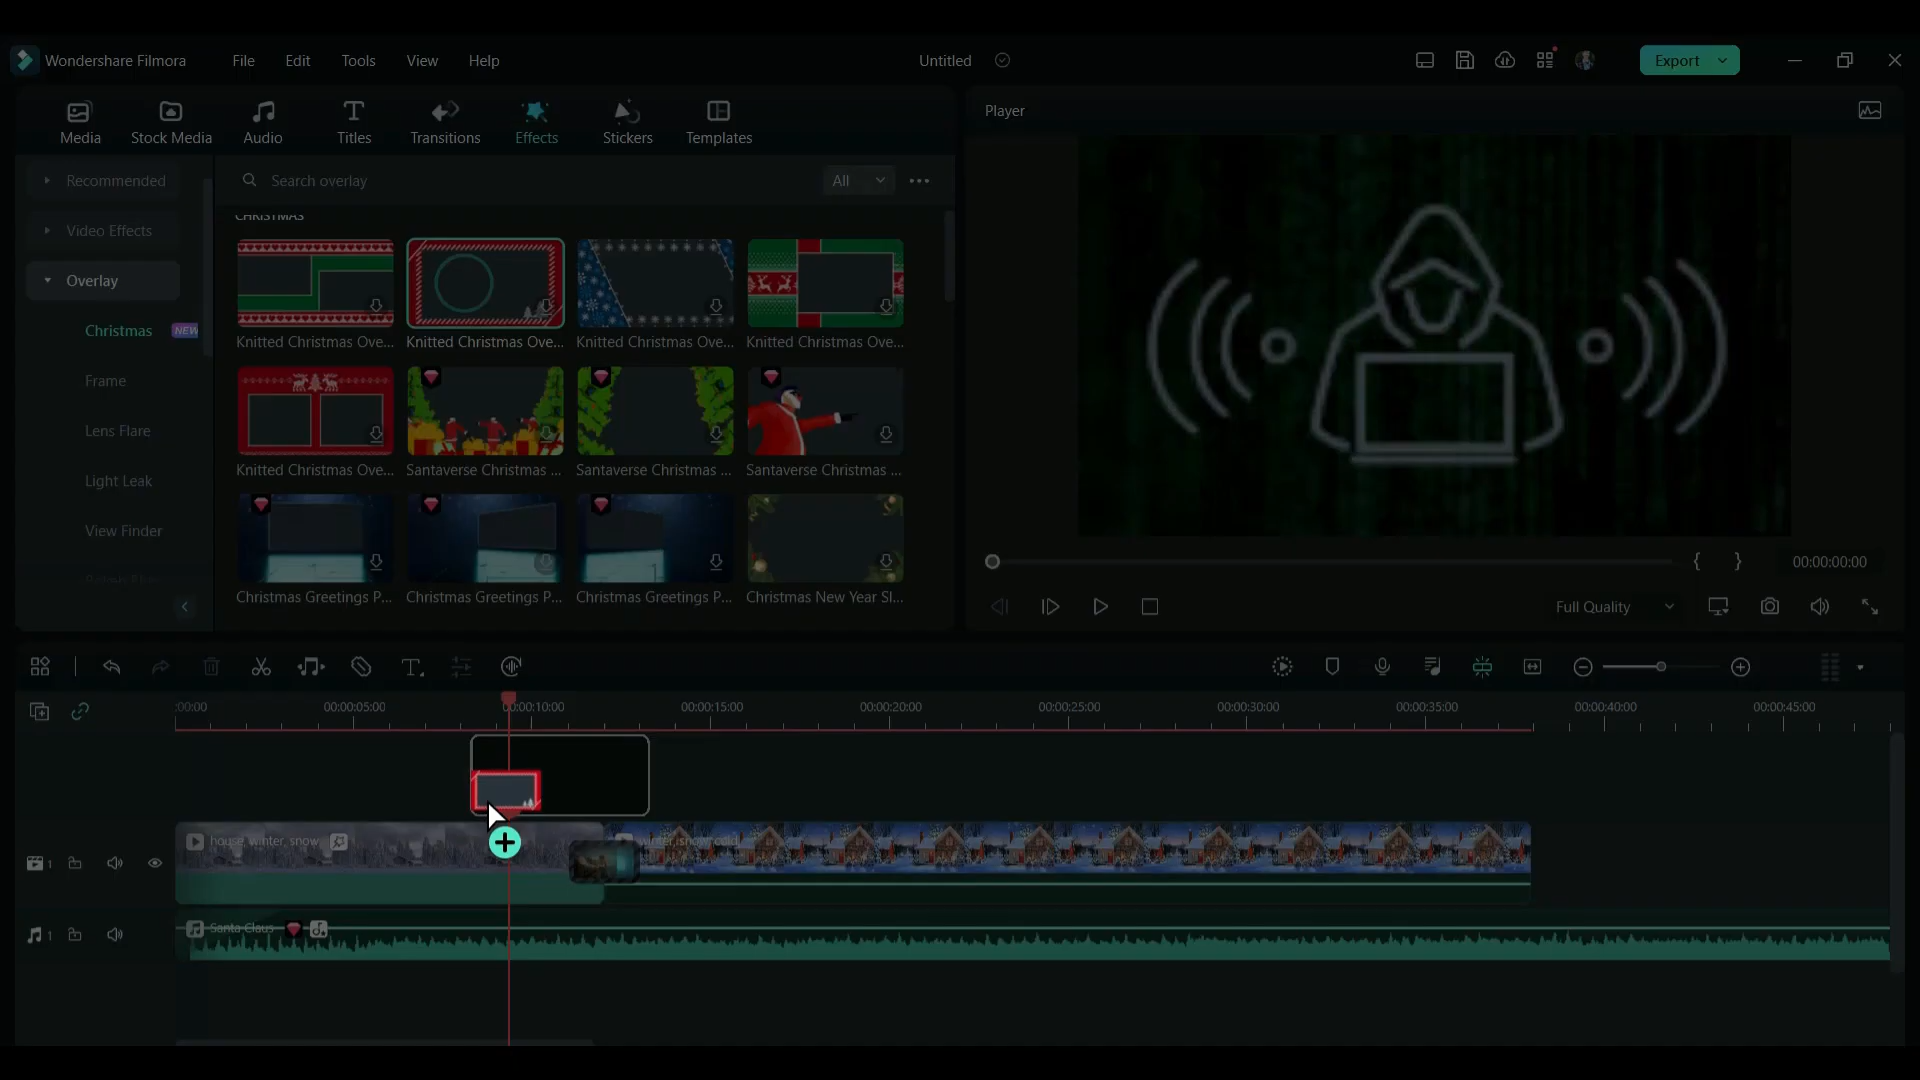 Wondershare Filmora
File
Edit
Tools
View
Help
Untitled
Export
Media
Stock Media
Audio
Titles
Transitions
Effects
Stickers
Templates
Player
Recommended
Video Effects
Overlay
Christmas
NEW
Frame
Lens Flare
Light Leak
View Finder
Search overlay
All
CHRISTMAS
Knitted Christmas Ove...
Knitted Christmas Ove...
Knitted Christmas Ove...
Knitted Christmas Ove...
Knitted Christmas Ove...
Santaverse Christmas ...
Santaverse Christmas ...
Santaverse Christmas ...
Christmas Greetings P...
Christmas Greetings P...
Christmas Greetings P...
Christmas New Year Sl...
{ }
00:00:00:00
Full Quality
:00:00
00:00:05:00
00:00:10:00
00:00:15:00
00:00:20:00
00:00:25:00
00:00:30:00
00:00:35:00
00:00:40:00
00:00:45:00
house, winter, snow
winter, snow, cold
1
Santa Claus
1